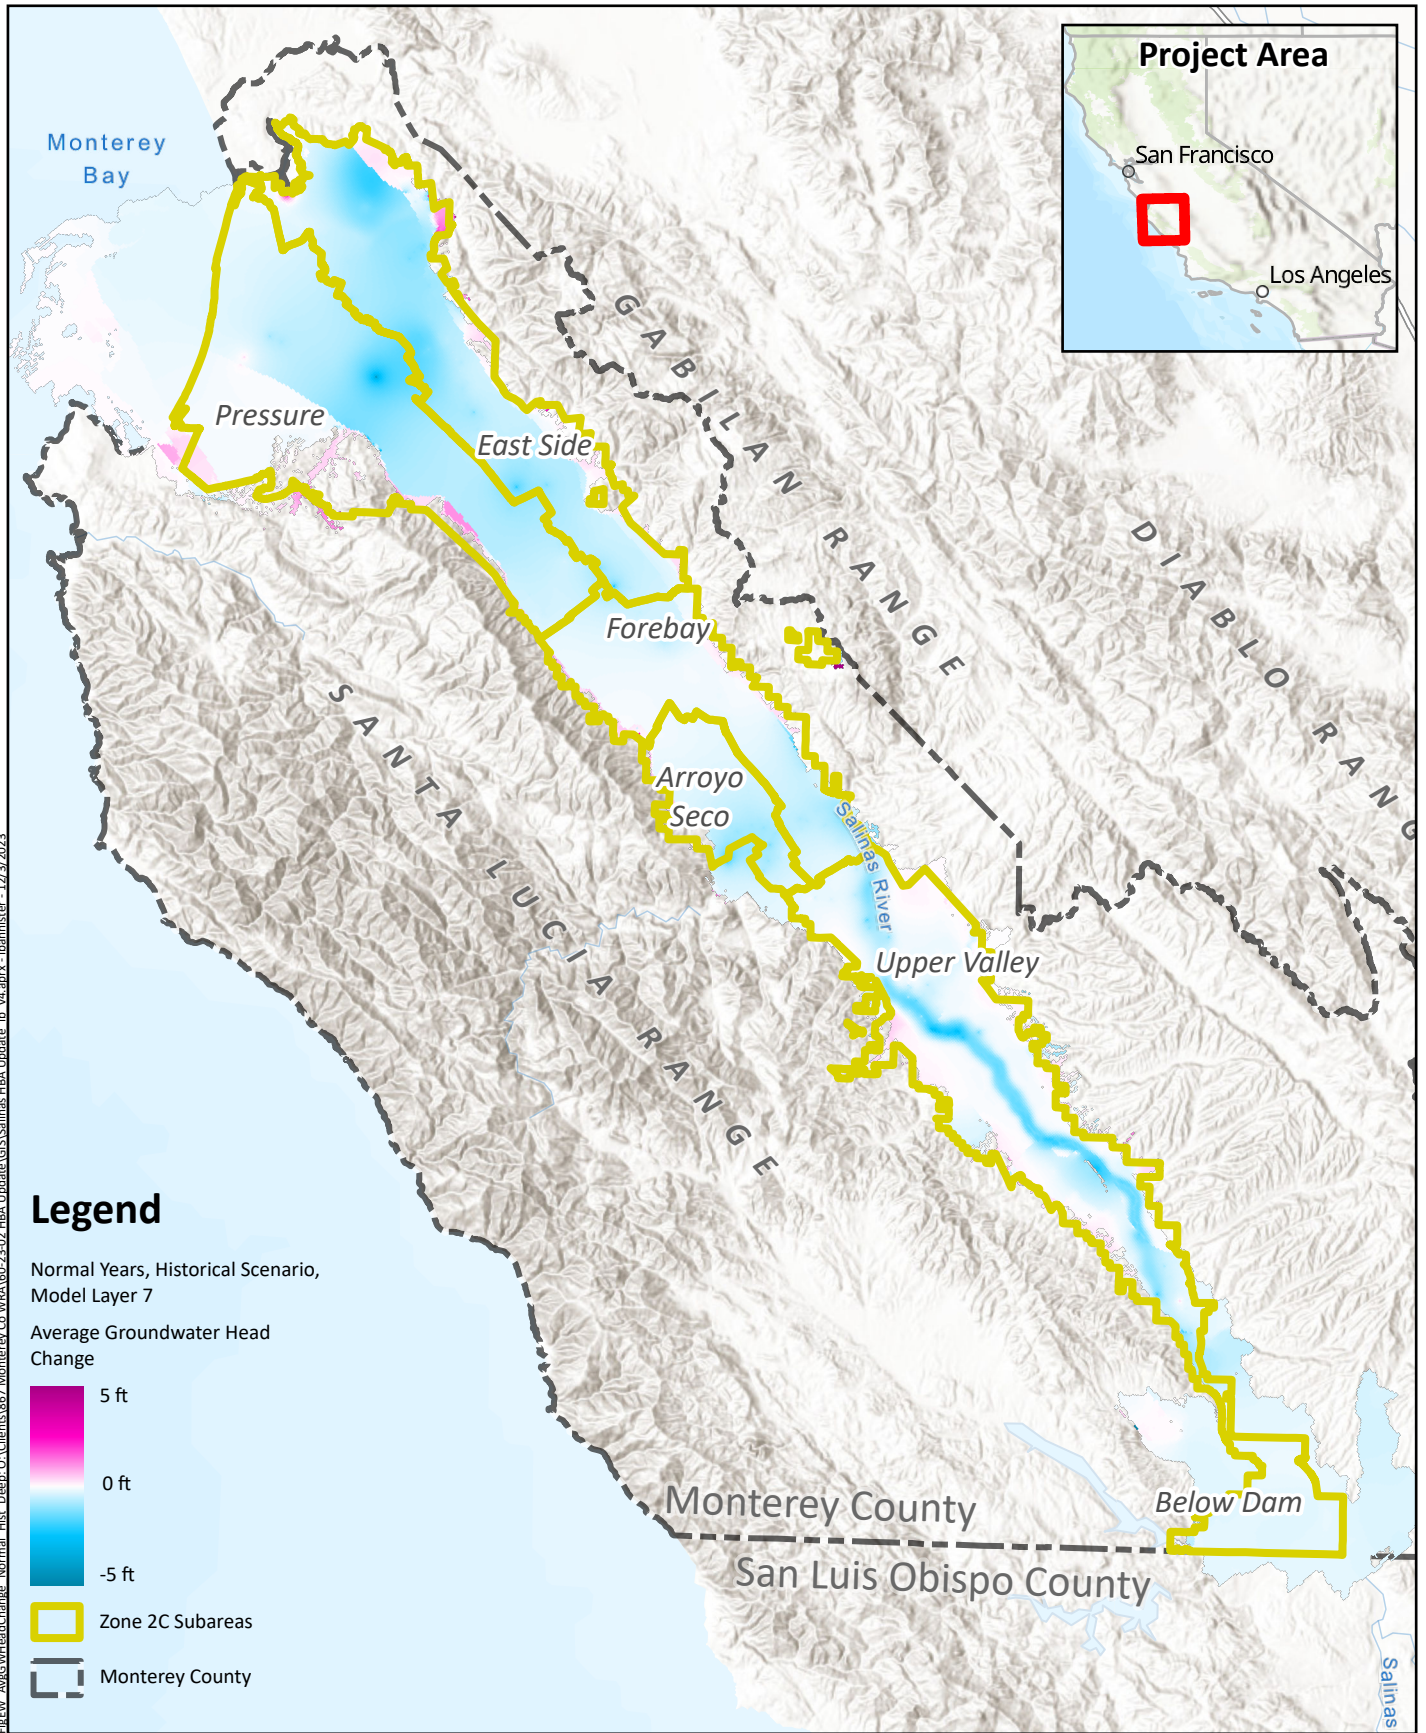 Project Area
San Francisco
Los Angeles
Monterey
Bay
GABILAN RANGE
DIABLO RANG
Pressure
East Side
Forebay
SANTA LUCIA RANGE
Arroyo
Seco
Salinas River
Upper Valley
Below Dam
Monterey County
San Luis Obispo County
Salinas
Legend
Normal Years, Historical Scenario,
Model Layer 7
Average Groundwater Head
Change
5 ft
0 ft
-5 ft
Zone 2C Subareas
Monterey County